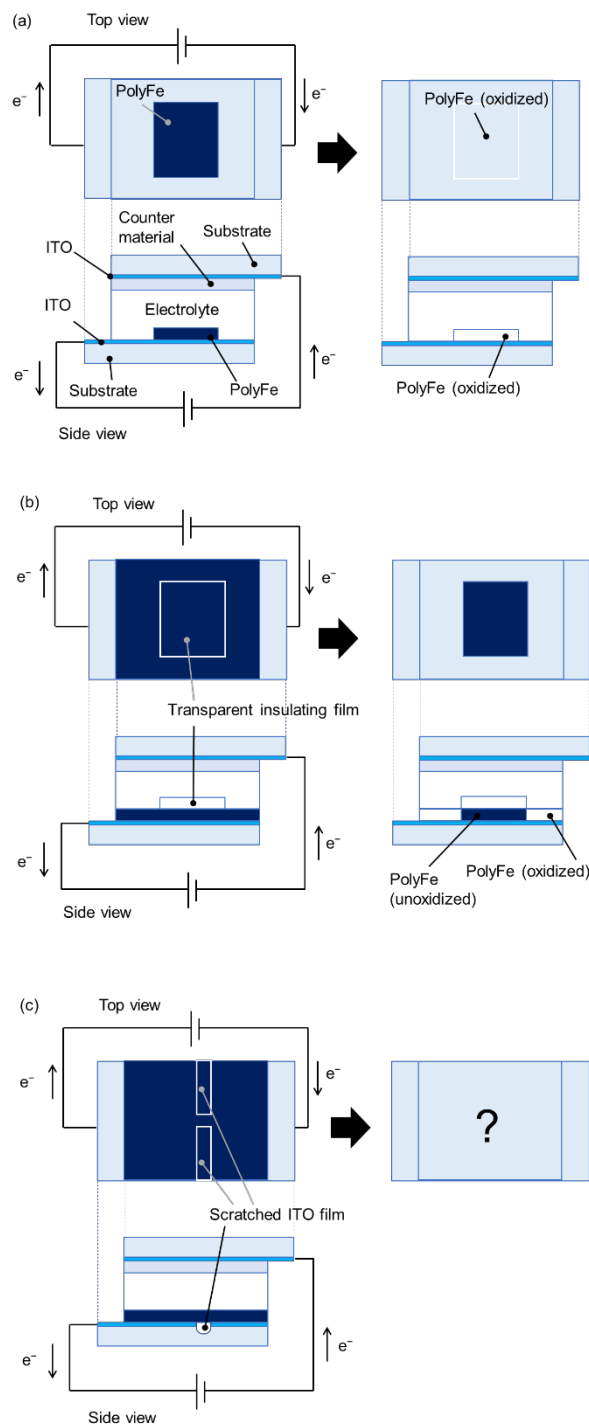 (a)
Top view
e⁻
PolyFe
e⁻
PolyFe (oxidized)
Counter
material
Substrate
ITO
ITO
Electrolyte
e⁻
e⁻
Substrate
PolyFe
PolyFe (oxidized)
Side view
(b)
Top view
e⁻
e⁻
Transparent insulating film
e⁻
e⁻
PolyFe
(unoxidized)
PolyFe (oxidized)
Side view
(c)
Top view
e⁻
e⁻
?
Scratched ITO film
e⁻
e⁻
Side view